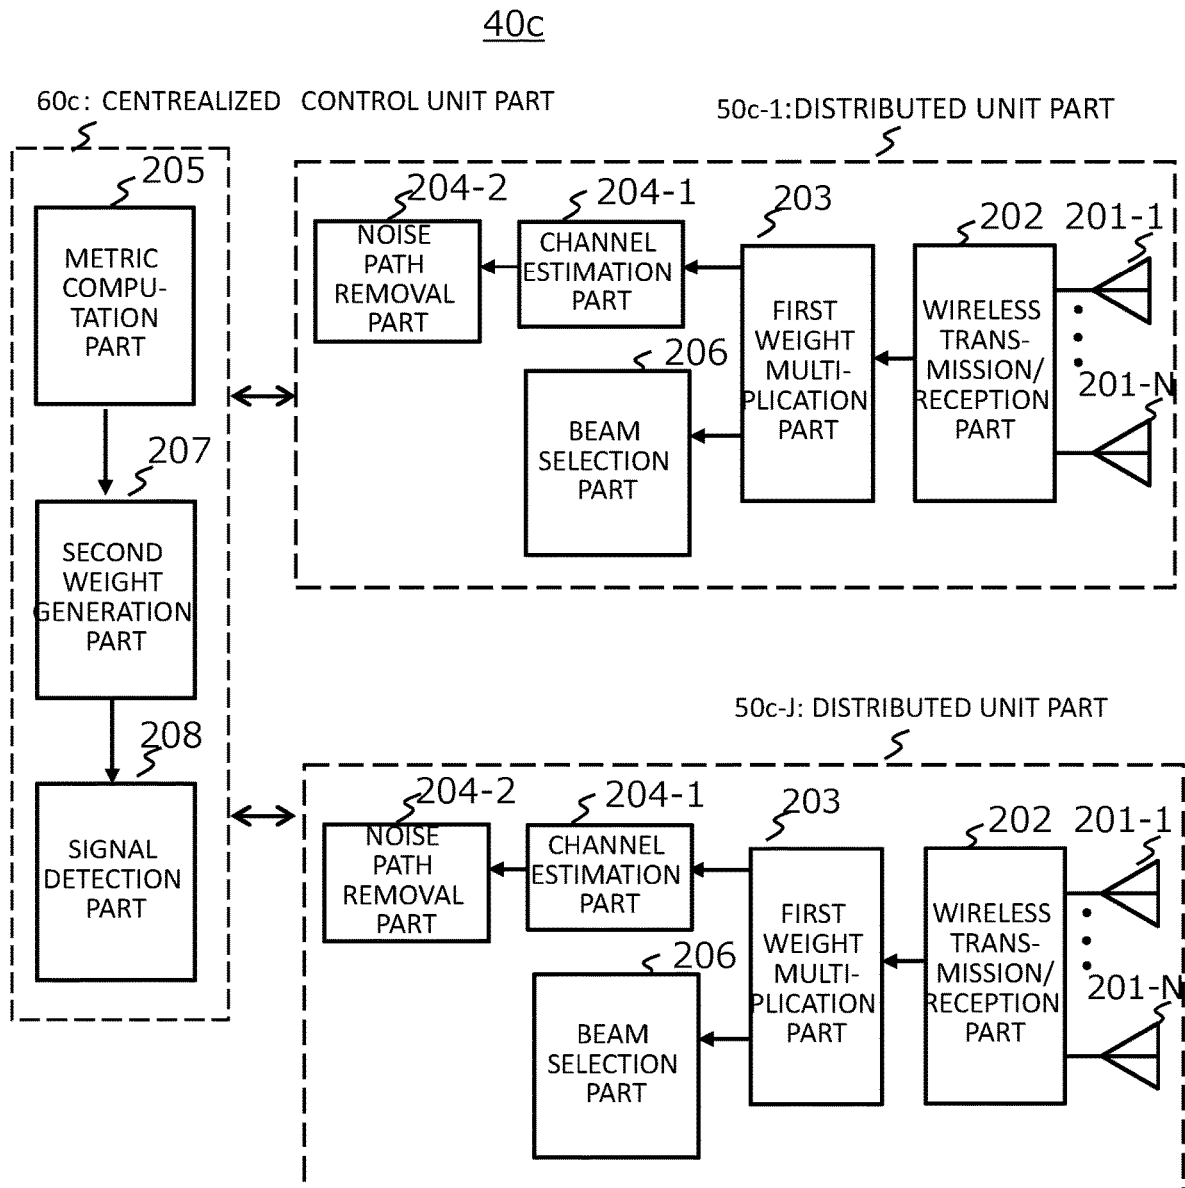 40c
60c: CENTREALIZED CONTROL UNIT PART
50c-1:DISTRIBUTED UNIT PART
205
METRIC
COMPU-
TATION
PART
207
SECOND
WEIGHT
GENERATION
PART
208
SIGNAL
DETECTION
PART
204-2
NOISE
PATH
REMOVAL
PART
204-1
CHANNEL
ESTIMATION
PART
206
BEAM
SELECTION
PART
203
FIRST
WEIGHT
MULTI-
PLICATION
PART
202
WIRELESS
TRANS-
MISSION/
RECEPTION
PART
201-1
201-N
50c-J: DISTRIBUTED UNIT PART
204-2
NOISE
PATH
REMOVAL
PART
204-1
CHANNEL
ESTIMATION
PART
206
BEAM
SELECTION
PART
203
FIRST
WEIGHT
MULTI-
PLICATION
PART
202
WIRELESS
TRANS-
MISSION/
RECEPTION
PART
201-1
201-N